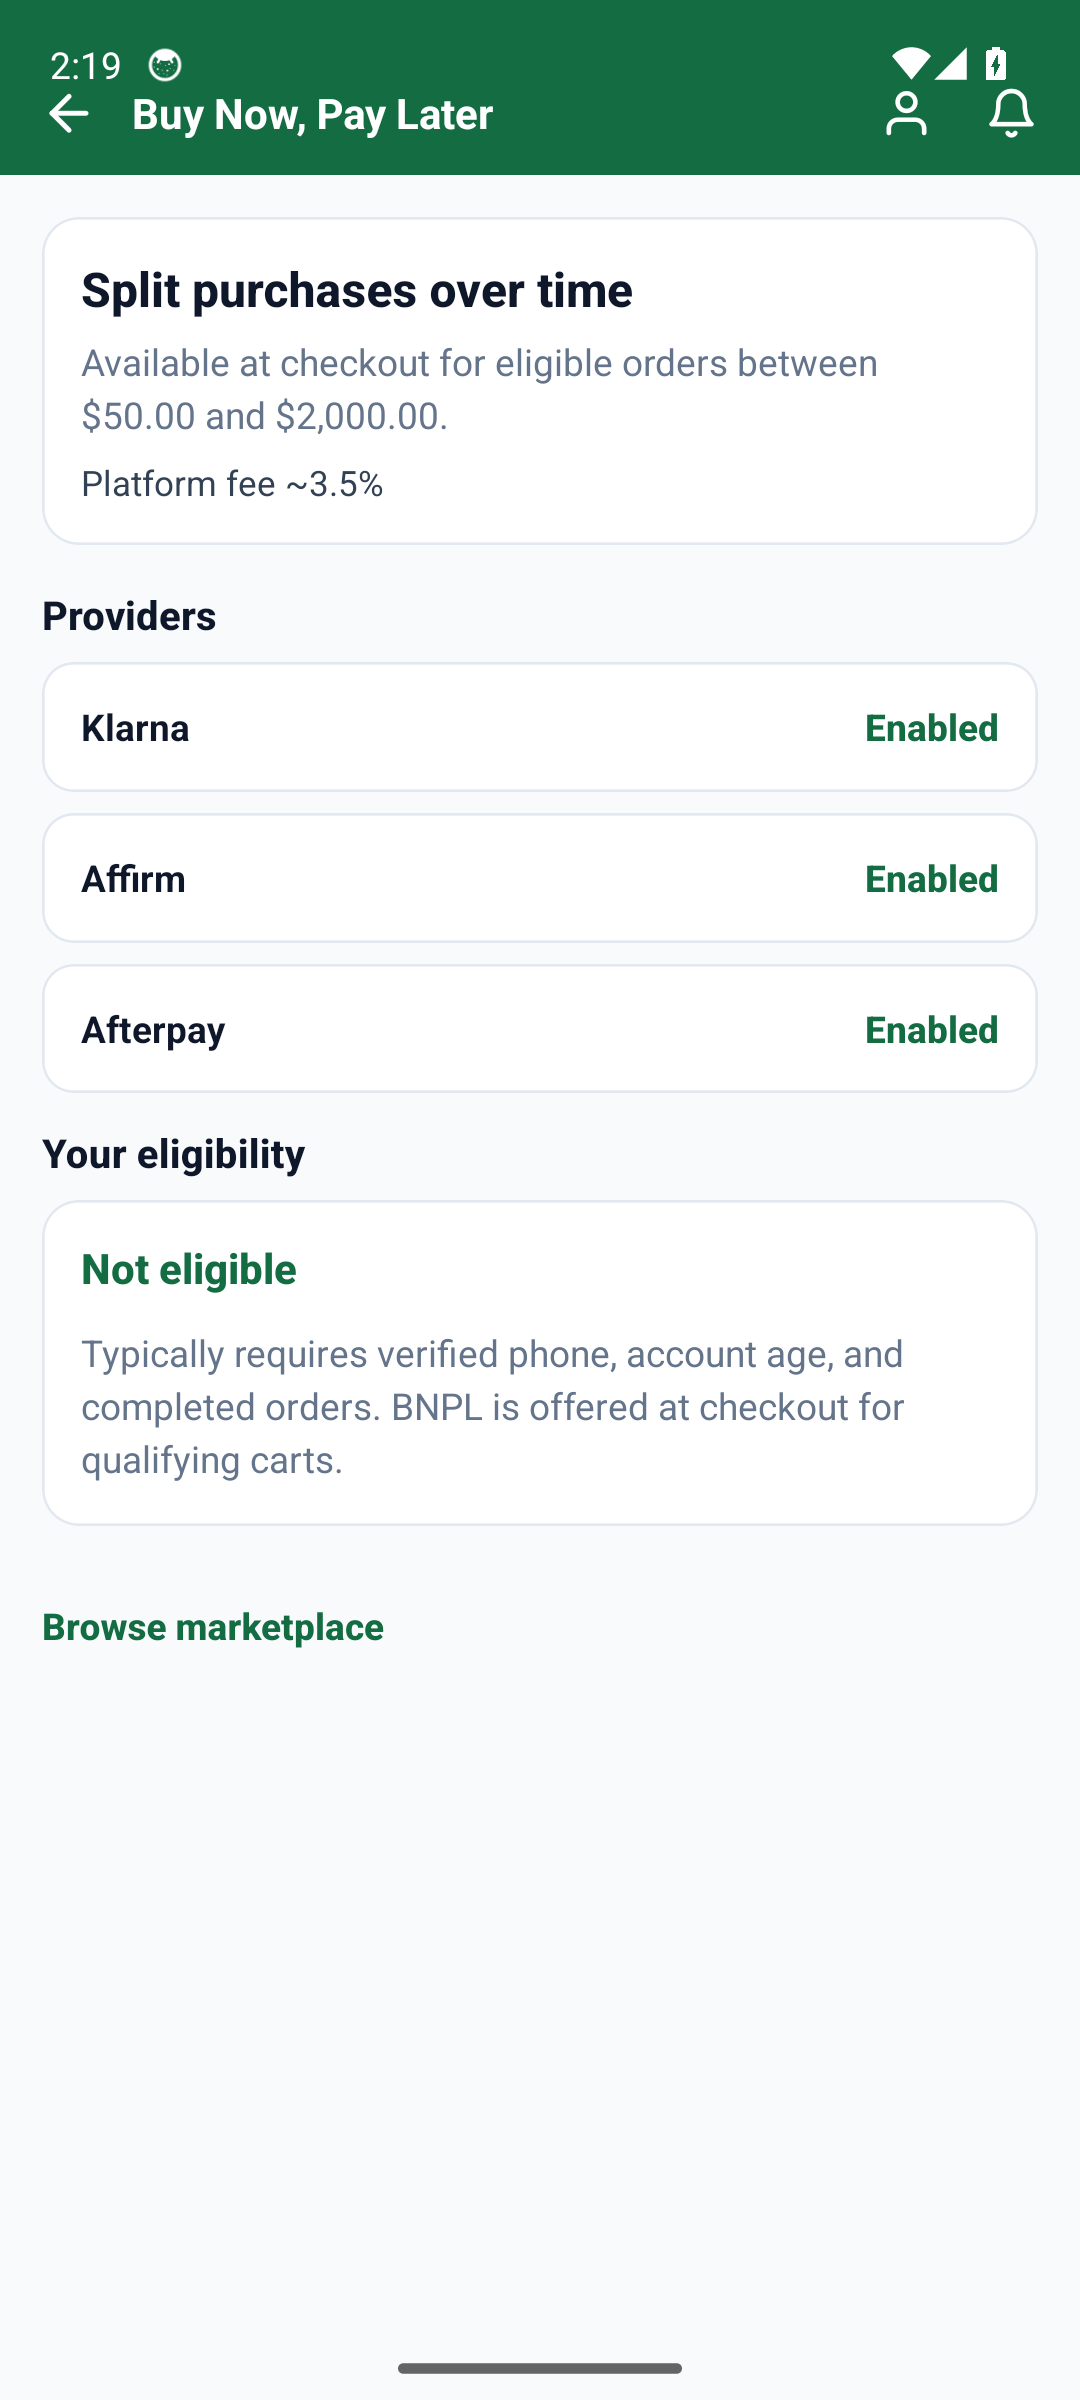 2:19
Buy Now, Pay Later
Split purchases over time
Available at checkout for eligible orders between
$50.00 and $2,000.00.
Platform fee ~3.5%
Providers
Klarna
Enabled
Affirm
Enabled
Afterpay
Enabled
Your eligibility
Not eligible
Typically requires verified phone, account age, and
completed orders. BNPL is offered at checkout for
qualifying carts.
Browse marketplace